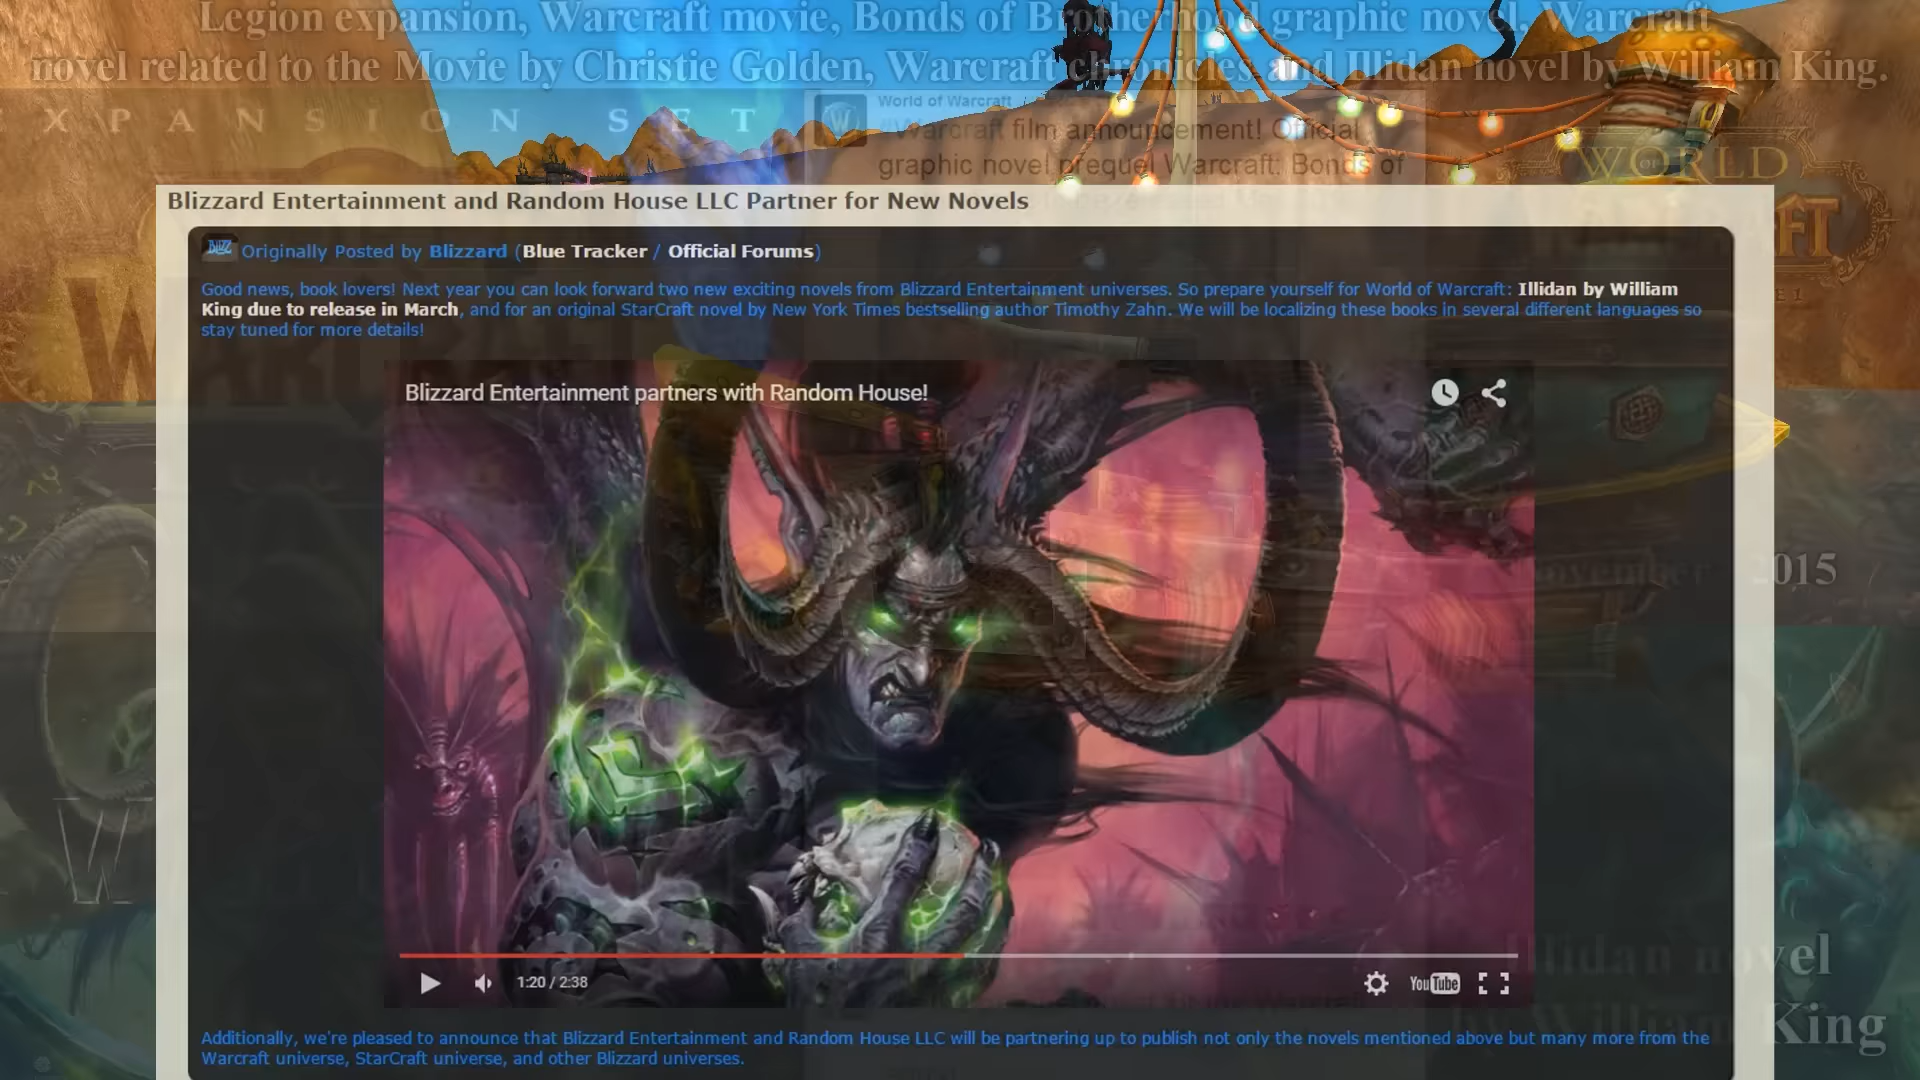 Legion expansion, Warcraft movie, Bonds of Brotherhood graphic novel, Warcraft
novel related to the Movie by Christie Golden, Warcraft chronicles and Illidan novel by William King.
World of Warcraft
XPANSION SET
#Warcraft film announcement! Official
graphic novel prequel Warcraft: Bonds of
WORLD
OF
Blizzard Entertainment and Random House LLC Partner for New Novels
Originally Posted by Blizzard (Blue Tracker / Official Forums)
Good news, book lovers! Next year you can look forward two new exciting novels from Blizzard Entertainment universes. So prepare yourself for World of Warcraft: Illidan by William
King due to release in March, and for an original StarCraft novel by New York Times bestselling author Timothy Zahn. We will be localizing these books in several different languages so
stay tuned for more details!
Blizzard Entertainment partners with Random House!
november 2015
Illidan novel
1:20 / 2:38
YouTube
by William King
Additionally, we're pleased to announce that Blizzard Entertainment and Random House LLC will be partnering up to publish not only the novels mentioned above but many more from the
Warcraft universe, StarCraft universe, and other Blizzard universes.